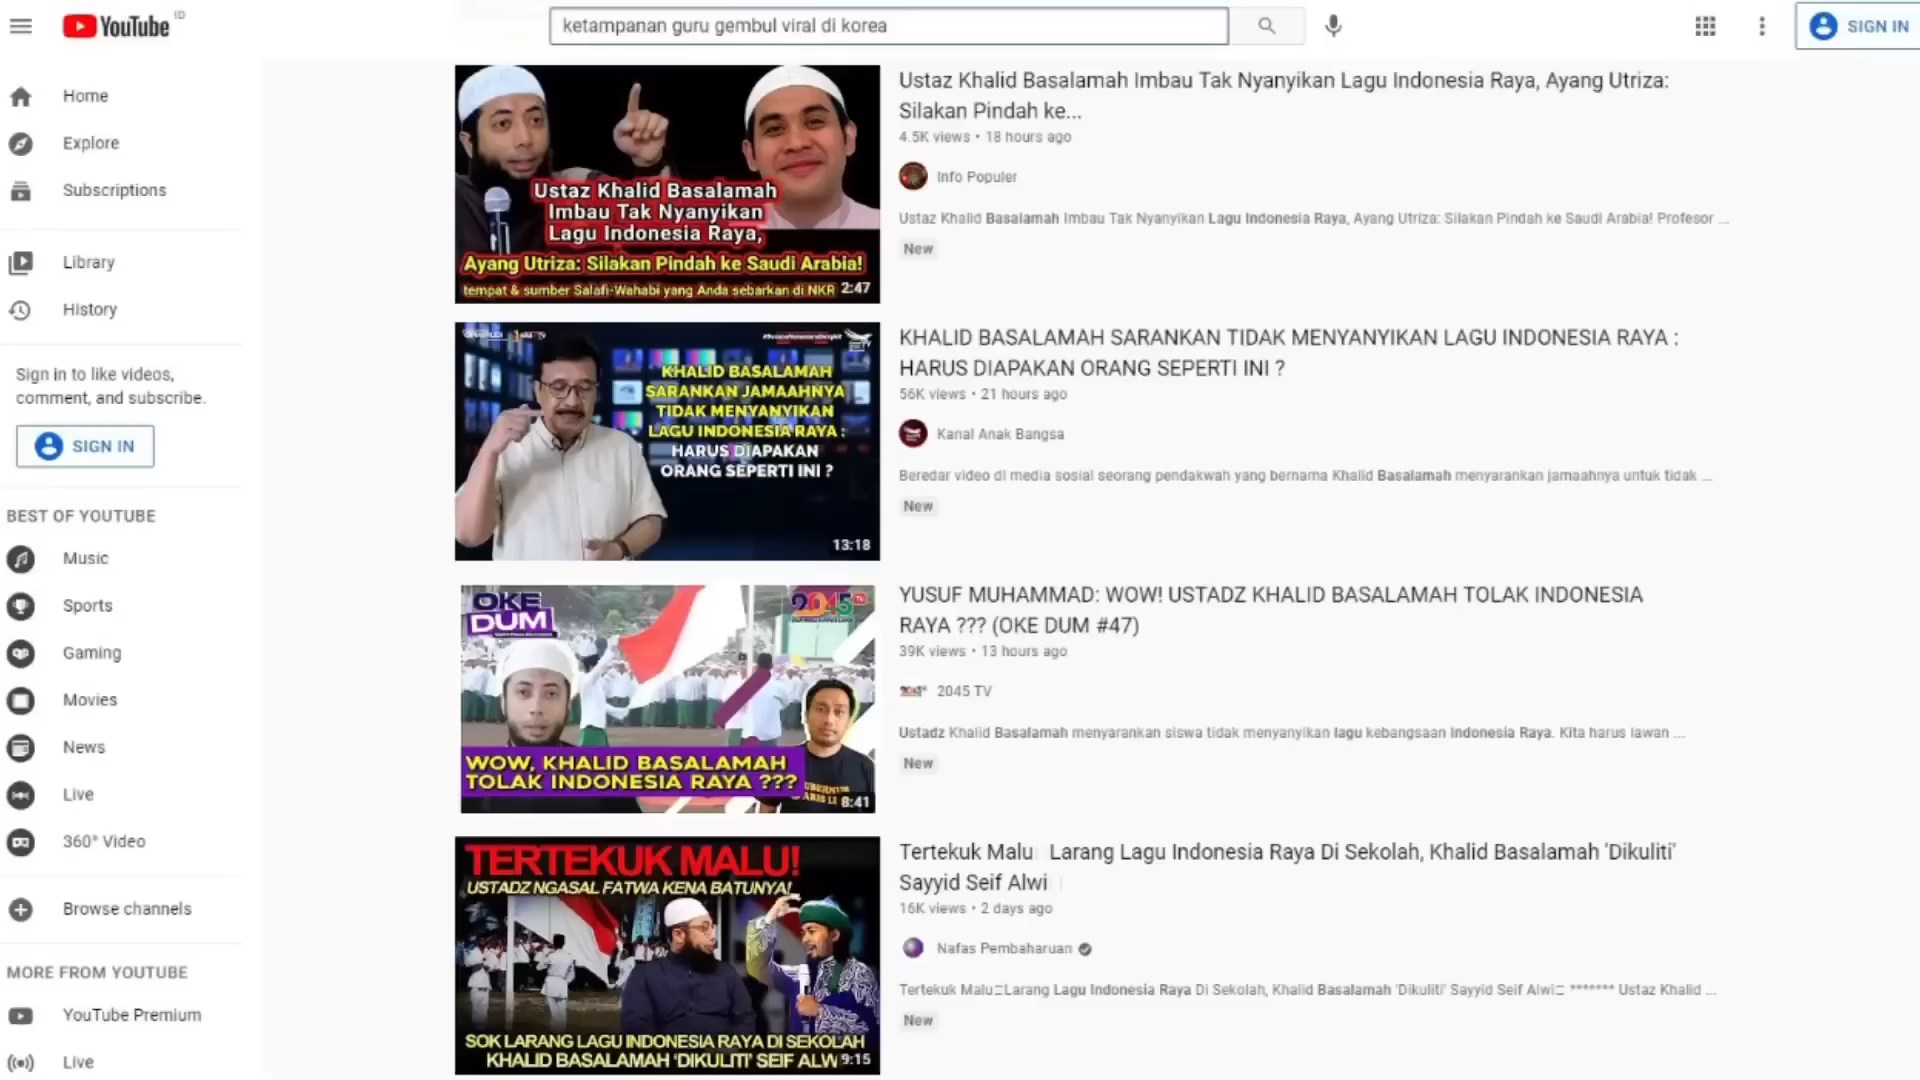 YouTube ID
ketampanan guru gembul viral di korea
SIGN IN
Home
Explore
Subscriptions
Library
History
Sign in to like videos,
comment, and subscribe.
SIGN IN
BEST OF YOUTUBE
Music
Sports
Gaming
Movies
News
Live
360° Video
Browse channels
MORE FROM YOUTUBE
YouTube Premium
Live
Ustaz Khalid Basalamah
Imbau Tak Nyanyikan
Lagu Indonesia Raya,
Ayang Utriza: Silakan Pindah ke Saudi Arabia!
tempat & sumber Salafi-Wahabi yang Anda sebarkan di NKR
2:47
Ustaz Khalid Basalamah Imbau Tak Nyanyikan Lagu Indonesia Raya, Ayang Utriza:
Silakan Pindah ke...
4.5K views • 18 hours ago
Info Populer
Ustaz Khalid Basalamah Imbau Tak Nyanyikan Lagu Indonesia Raya, Ayang Utriza: Silakan Pindah ke Saudi Arabia! Profesor ...
New
KHALID BASALAMAH
SARANKAN JAMAAHNYA
TIDAK MENYANYIKAN
LAGU INDONESIA RAYA :
HARUS DIAPAKAN
ORANG SEPERTI INI ?
13:18
KHALID BASALAMAH SARANKAN TIDAK MENYANYIKAN LAGU INDONESIA RAYA :
HARUS DIAPAKAN ORANG SEPERTI INI ?
56K views • 21 hours ago
Kanal Anak Bangsa
Beredar video di media sosial seorang pendakwah yang bernama Khalid Basalamah menyarankan jamaahnya untuk tidak ...
New
OKE
DUM
2045 TV
WOW, KHALID BASALAMAH
TOLAK INDONESIA RAYA ???
8:41
YUSUF MUHAMMAD: WOW! USTADZ KHALID BASALAMAH TOLAK INDONESIA
RAYA ??? (OKE DUM #47)
39K views • 13 hours ago
2045 TV
Ustadz Khalid Basalamah menyarankan siswa tidak menyanyikan lagu kebangsaan Indonesia Raya. Kita harus lawan ...
New
TERTEKUK MALU!
USTADZ NGASAL FATWA KENA BATUNYA!
SOK LARANG LAGU INDONESIA RAYA DI SEKOLAH
KHALID BASALAMAH 'DIKULITI' SEIF ALW
9:15
Tertekuk Malu Larang Lagu Indonesia Raya Di Sekolah, Khalid Basalamah 'Dikuliti'
Sayyid Seif Alwi
16K views • 2 days ago
Nafas Pembaharuan
Tertekuk Malu Larang Lagu Indonesia Raya Di Sekolah, Khalid Basalamah 'Dikuliti' Sayyid Seif Alwi ******* Ustaz Khalid ...
New